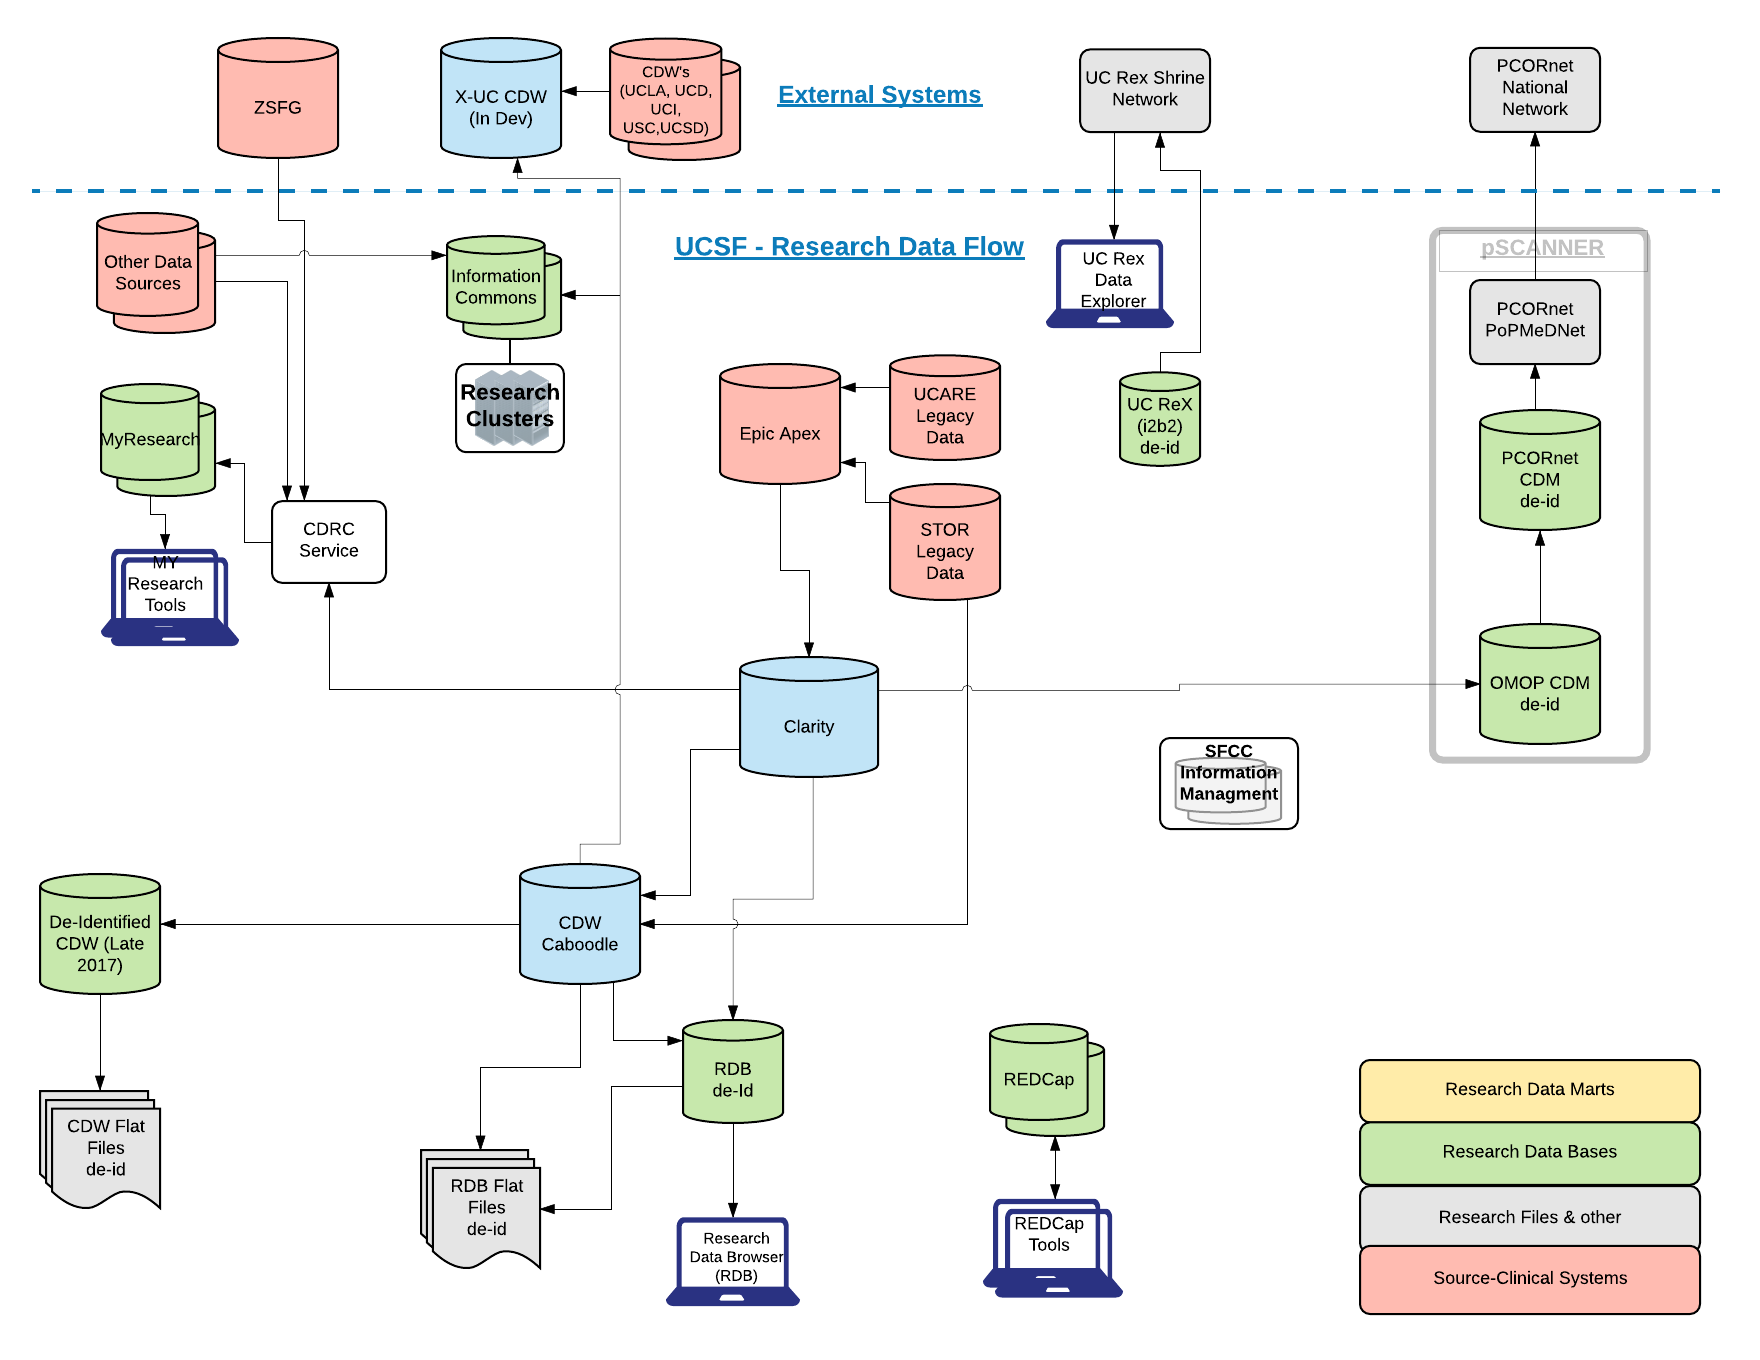 ZSFG
X-UC CDW
(In Dev)
CDW's
(UCLA, UCD,
UCI,
USC,UCSD)
External Systems
UC Rex Shrine
Network
PCORnet
National
Network
Other Data
Sources
Information
Commons
UCSF - Research Data Flow
UC Rex
Data
Explorer
pSCANNER
PCORnet
PoPMeDNet
Research
Clusters
MyResearch
Epic Apex
UCARE
Legacy
Data
UC ReX
(i2b2)
de-id
PCORnet
CDM
de-id
CDRC
Service
STOR
Legacy
Data
MY
Research
Tools
Clarity
OMOP CDM
de-id
SFCC
Information
Managment
De-Identified
CDW (Late
2017)
CDW
Caboodle
RDB
de-Id
REDCap
CDW Flat
Files
de-id
RDB Flat
Files
de-id
Research
Data Browser
(RDB)
REDCap
Tools
Research Data Marts
Research Data Bases
Research Files & other
Source-Clinical Systems